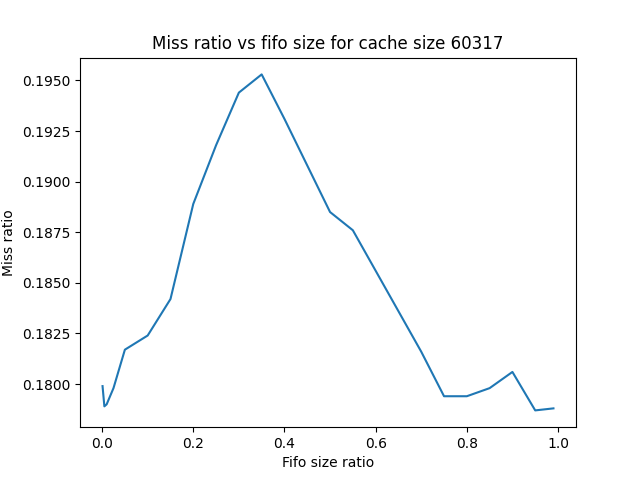 Miss ratio vs fifo size for cache size 60317
0.1950
0.1925
0.1900
0.1875
0.1850
0.1825
0.1800
Miss ratio
0.0 0.2 0.4 0.6 0.8 1.0
Fifo size ratio